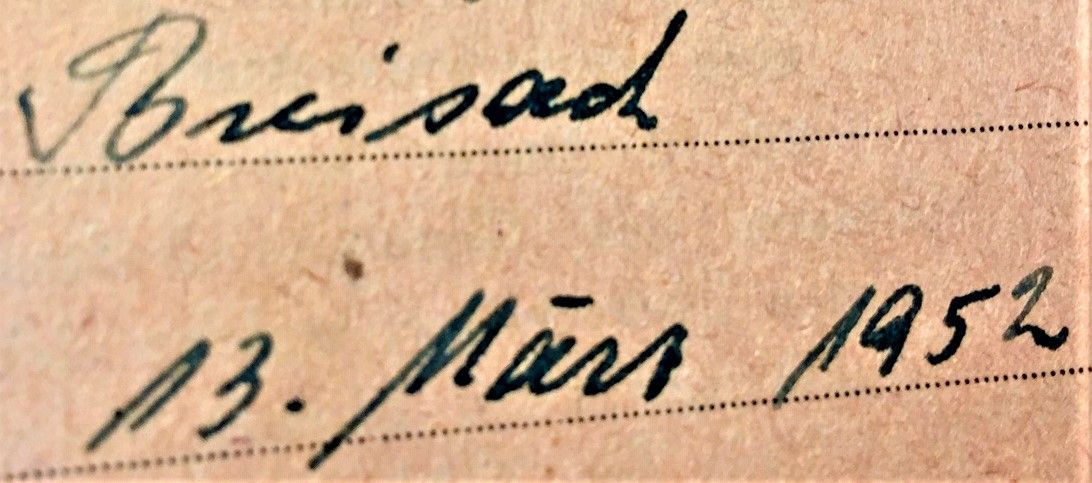 Breisach
13. März 1952